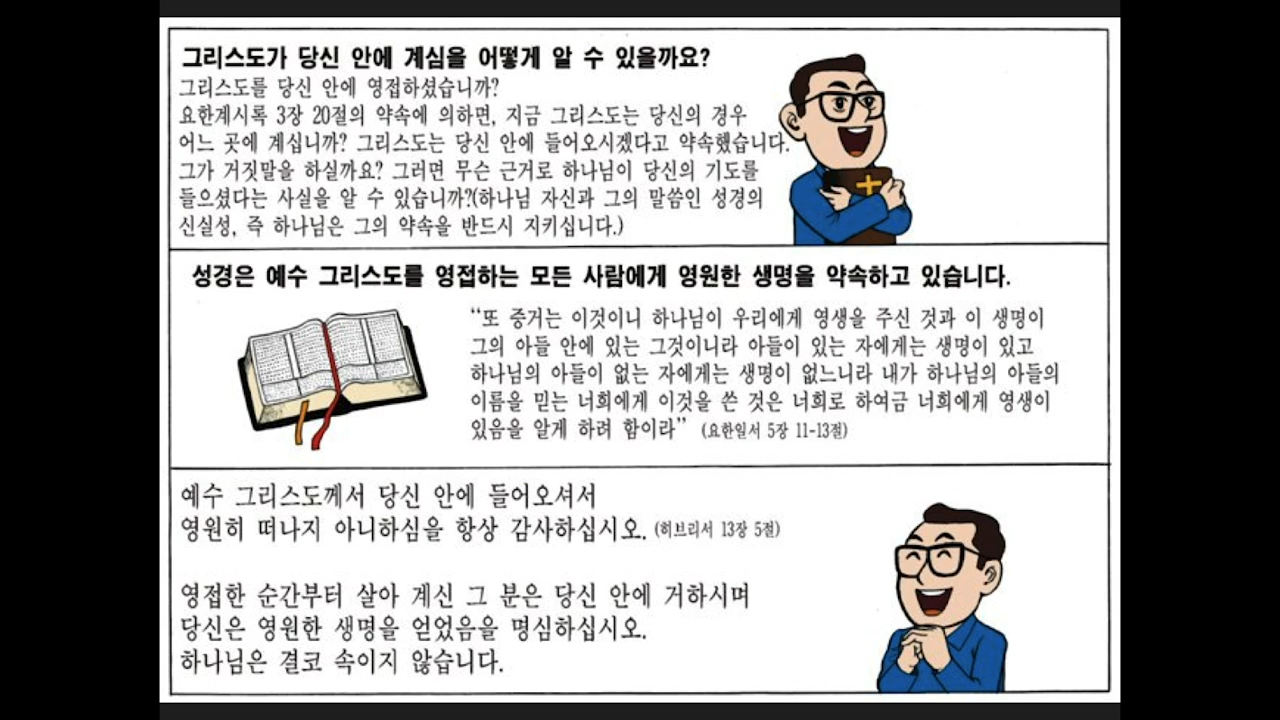 그리스도가 당신 안에 계심을 어떻게 알 수 있을까요?
그리스도를 당신 안에 영접하셨습니까?
요한계시록 3장 20절의 약속에 의하면, 지금 그리스도는 당신의 경우
어느 곳에 계십니까? 그리스도는 당신 안에 들어오시겠다고 약속했습니다.
그가 거짓말을 하실까요? 그러면 무슨 근거로 하나님이 당신의 기도를
들으셨다는 사실을 알 수 있습니까?(하나님 자신과 그의 말씀인 성경의
신실성, 즉 하나님은 그의 약속을 반드시 지키십니다.)
성경은 예수 그리스도를 영접하는 모든 사람에게 영원한 생명을 약속하고 있습니다.
“또 증거는 이것이니 하나님이 우리에게 영생을 주신 것과 이 생명이
그의 아들 안에 있는 그것이니라 아들이 있는 자에게는 생명이 있고
하나님의 아들이 없는 자에게는 생명이 없느니라 내가 하나님의 아들의
이름을 믿는 너희에게 이것을 쓴 것은 너희로 하여금 너희에게 영생이
있음을 알게 하려 함이라” (요한일서 5장 11-13절)
예수 그리스도께서 당신 안에 들어오셔서
영원히 떠나지 아니하심을 항상 감사하십시오. (히브리서 13장 5절)
영접한 순간부터 살아 계신 그 분은 당신 안에 거하시며
당신은 영원한 생명을 얻었음을 명심하십시오.
하나님은 결코 속이지 않습니다.